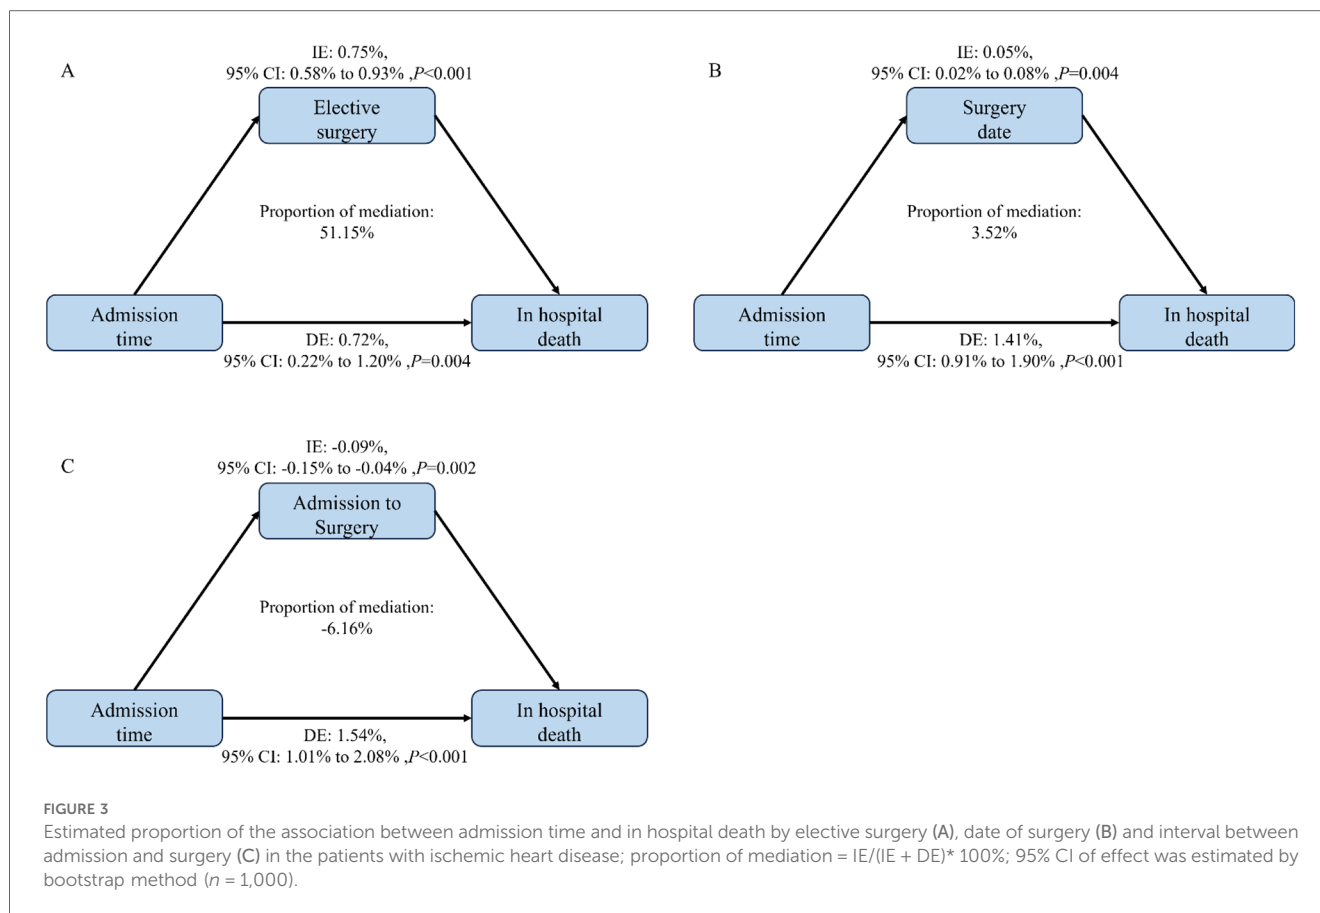 A
IE: 0.75%,
95% CI: 0.58% to 0.93% ,P<0.001
Elective
surgery
Proportion of mediation:
51.15%
Admission
time
In hospital
death
DE: 0.72%,
95% CI: 0.22% to 1.20% ,P=0.004
B
IE: 0.05%,
95% CI: 0.02% to 0.08% ,P=0.004
Surgery
date
Proportion of mediation:
3.52%
Admission
time
In hospital
death
DE: 1.41%,
95% CI: 0.91% to 1.90% ,P<0.001
C
IE: -0.09%,
95% CI: -0.15% to -0.04% ,P=0.002
Admission to
Surgery
Proportion of mediation:
-6.16%
Admission
time
In hospital
death
DE: 1.54%,
95% CI: 1.01% to 2.08% ,P<0.001
FIGURE 3
Estimated proportion of the association between admission time and in hospital death by elective surgery (A), date of surgery (B) and interval between
admission and surgery (C) in the patients with ischemic heart disease; proportion of mediation = IE/(IE + DE)* 100%; 95% CI of effect was estimated by
bootstrap method (n = 1,000).